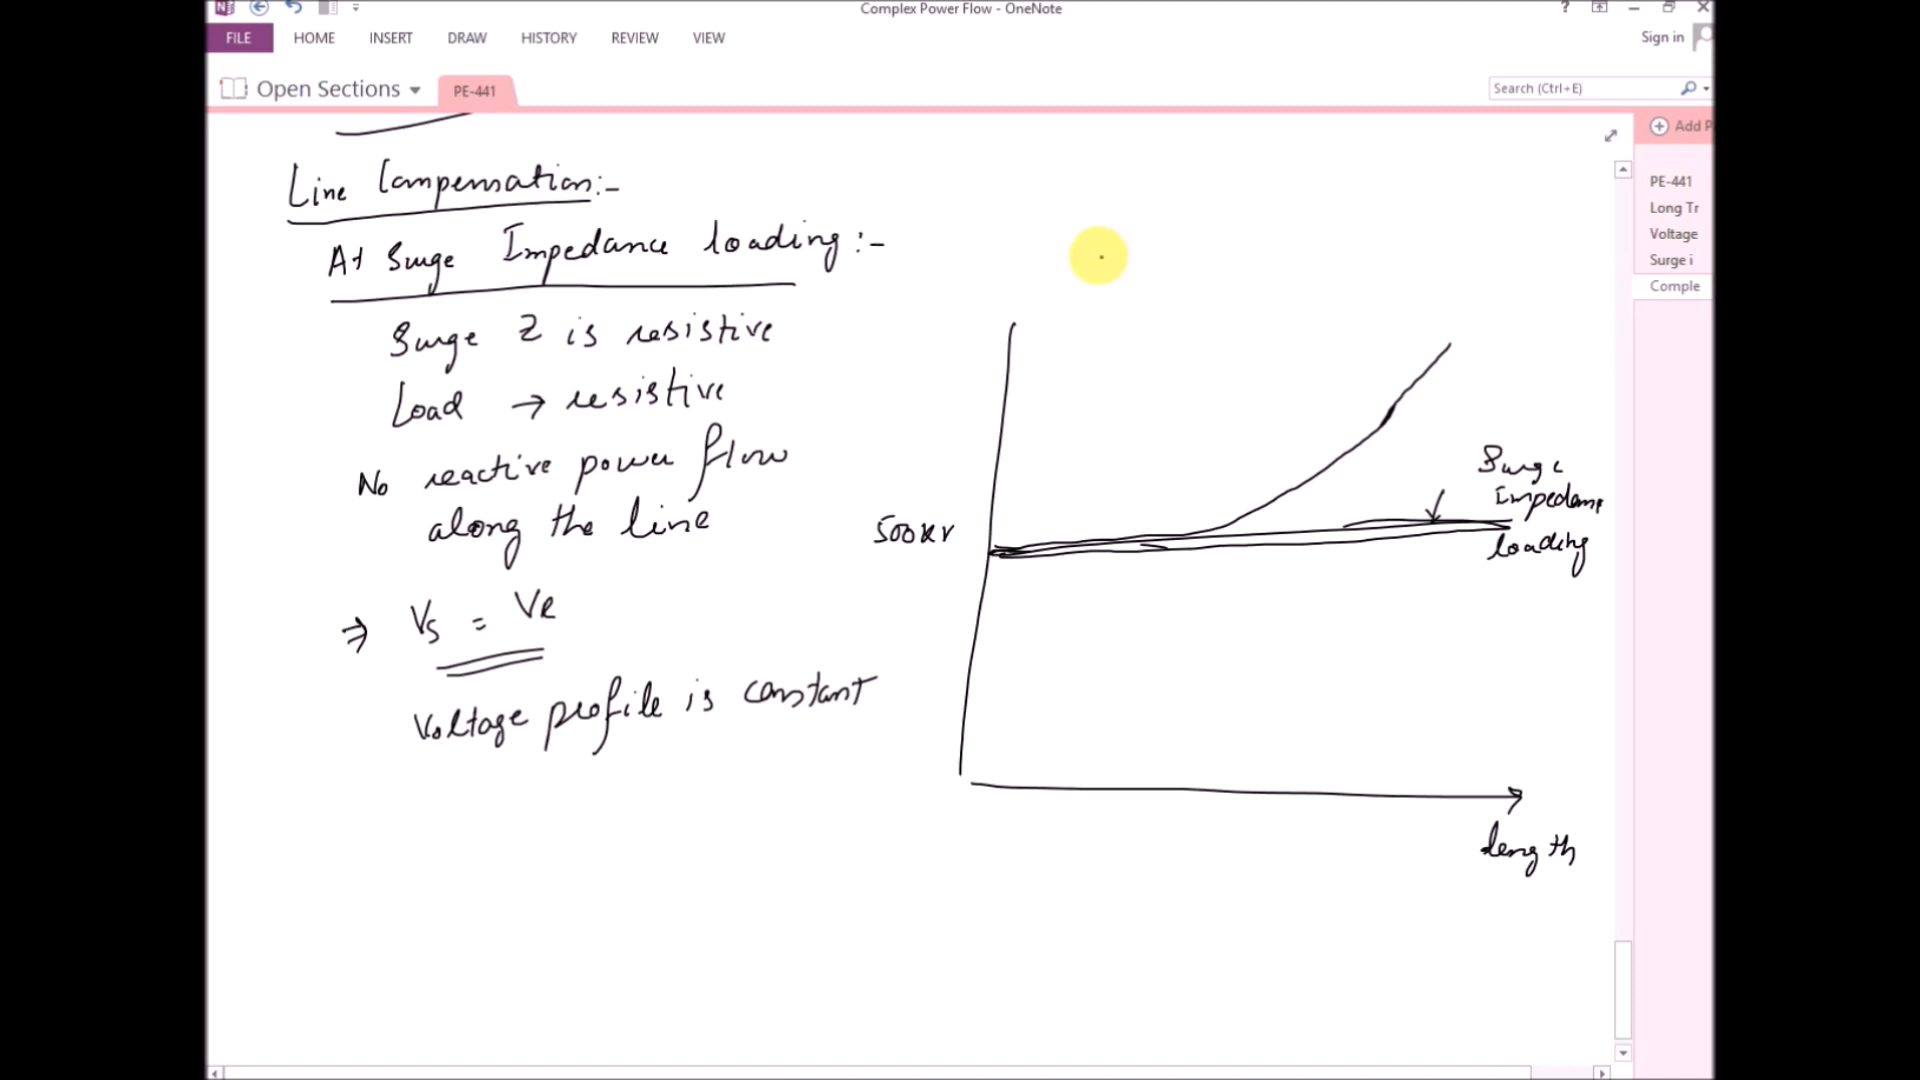 Complex Power Flow - OneNote
?
FILE HOME INSERT DRAW HISTORY REVIEW VIEW
Sign in
Open Sections
PE-441
Search (Ctrl+E)
Add P
PE-441
Long Tr
Voltage
Surge i
Comple
Line Compensation:-
At Surge Impedance loading:-
Surge Z is resistive
Load → resistive
No reactive power flow
along the line
⇒ Vs = VR
Voltage profile is constant
500kV
Surge
Impedance
loading
length